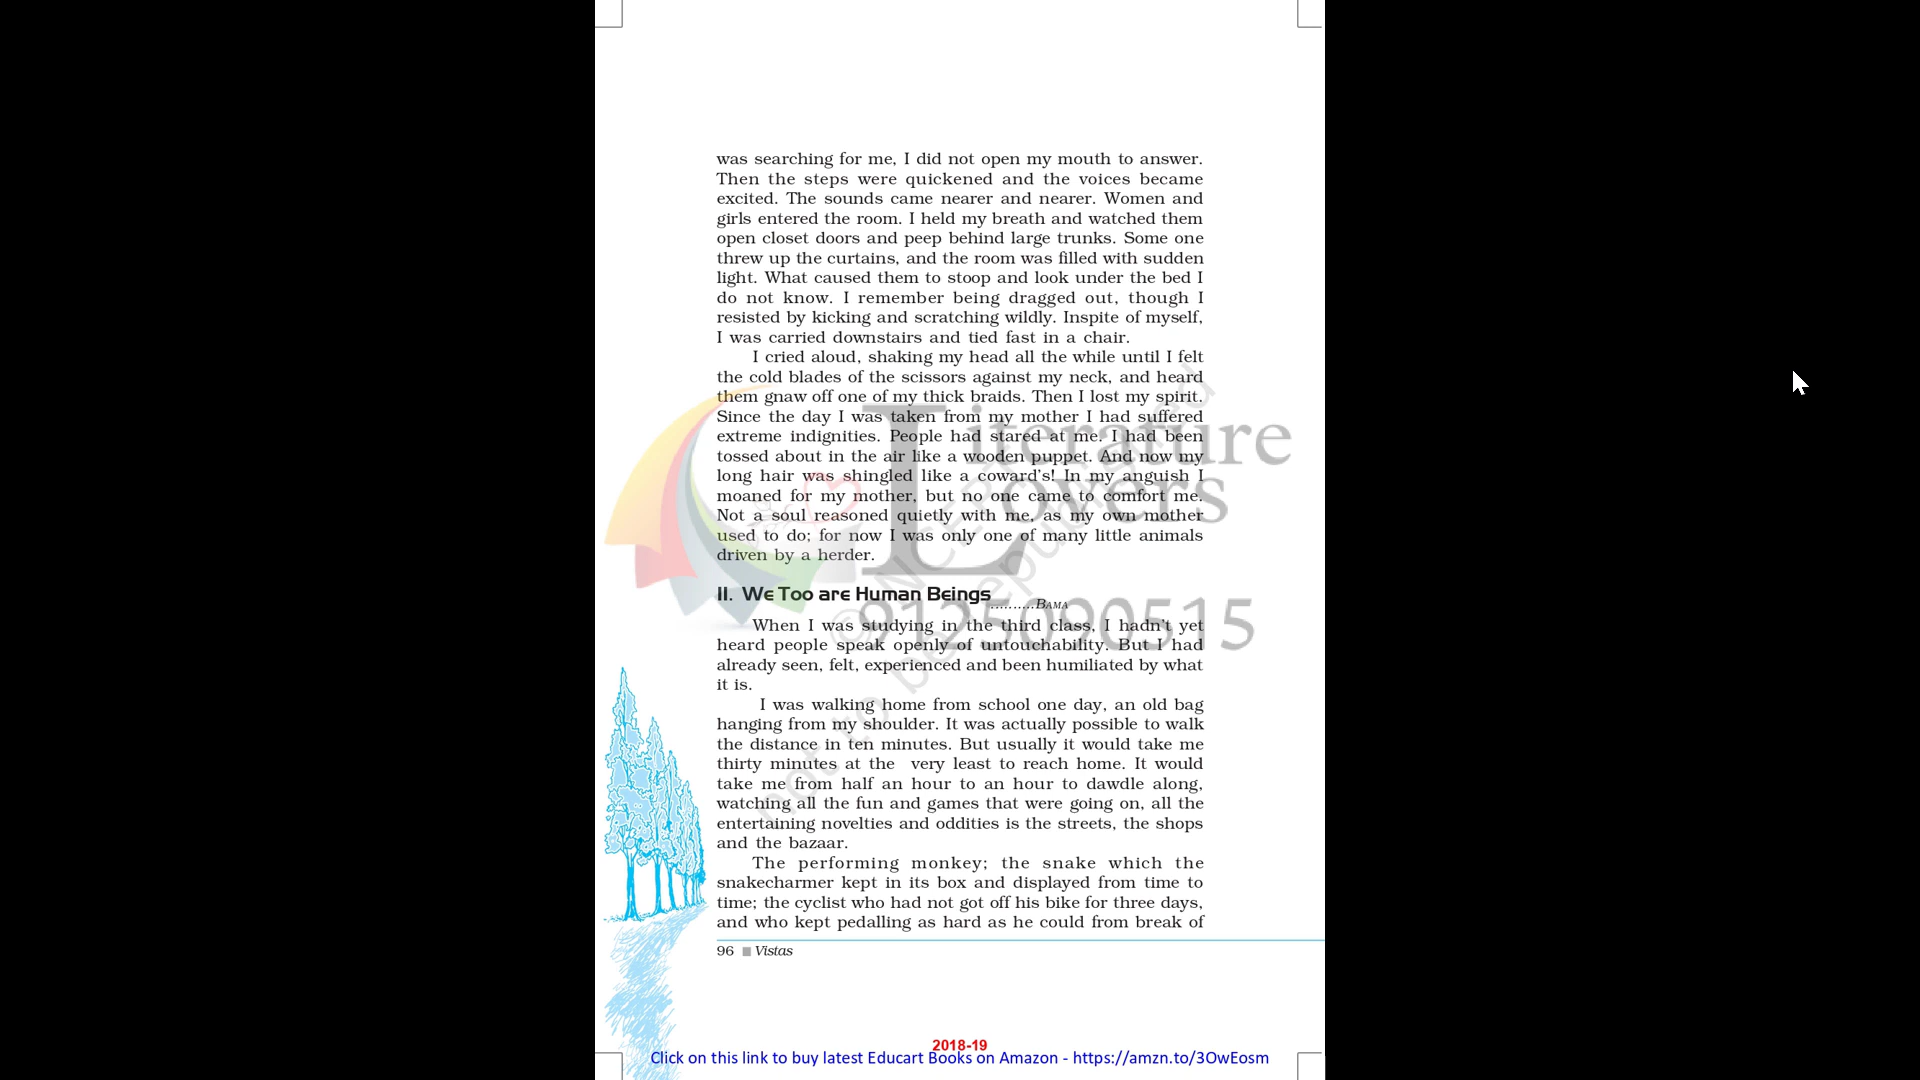 was searching for me, I did not open my mouth to answer.
Then the steps were quickened and the voices became
excited. The sounds came nearer and nearer. Women and
girls entered the room. I held my breath and watched them
open closet doors and peep behind large trunks. Some one
threw up the curtains, and the room was filled with sudden
light. What caused them to stoop and look under the bed I
do not know. I remember being dragged out, though I
resisted by kicking and scratching wildly. Inspite of myself,
I was carried downstairs and tied fast in a chair.
I cried aloud, shaking my head all the while until I felt
the cold blades of the scissors against my neck, and heard
them gnaw off one of my thick braids. Then I lost my spirit.
Since the day I was taken from my mother I had suffered
extreme indignities. People had stared at me. I had been
tossed about in the air like a wooden puppet. And now my
long hair was shingled like a coward's! In my anguish I
moaned for my mother, but no one came to comfort me.
Not a soul reasoned quietly with me, as my own mother
used to do; for now I was only one of many little animals
driven by a herder.
Literature
Lovers
9125090515
© NCERT
not to be republished
II. We Too are Human Beings ..........BAMA
When I was studying in the third class, I hadn't yet
heard people speak openly of untouchability. But I had
already seen, felt, experienced and been humiliated by what
it is.
I was walking home from school one day, an old bag
hanging from my shoulder. It was actually possible to walk
the distance in ten minutes. But usually it would take me
thirty minutes at the very least to reach home. It would
take me from half an hour to an hour to dawdle along,
watching all the fun and games that were going on, all the
entertaining novelties and oddities is the streets, the shops
and the bazaar.
The performing monkey; the snake which the
snakecharmer kept in its box and displayed from time to
time; the cyclist who had not got off his bike for three days,
and who kept pedalling as hard as he could from break of
96 ■ Vistas
2018-19
Click on this link to buy latest Educart Books on Amazon - https://amzn.to/3OwEosm